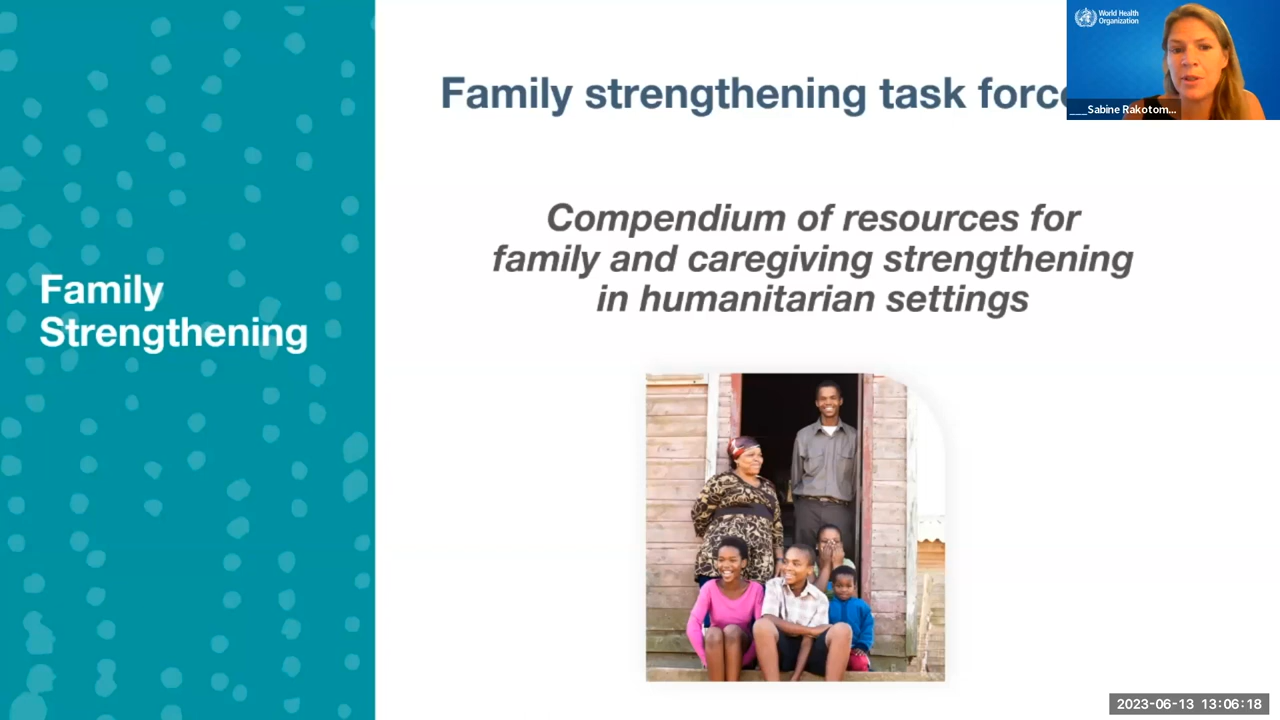 World Health
Organization
Family strengthening task forc
___Sabine Rakotom...
Compendium of resources for
family and caregiving strengthening
in humanitarian settings
Family
Strengthening
2023-06-13 13:06:18